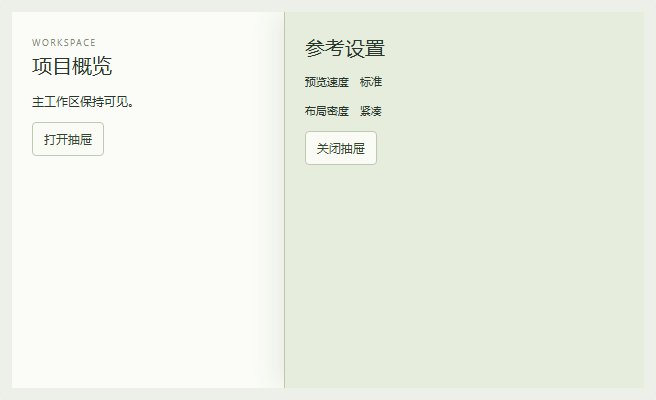 WORKSPACE
项目概览
主工作区保持可见。
打开抽屉
参考设置
预览速度 标准
布局密度 紧凑
关闭抽屉